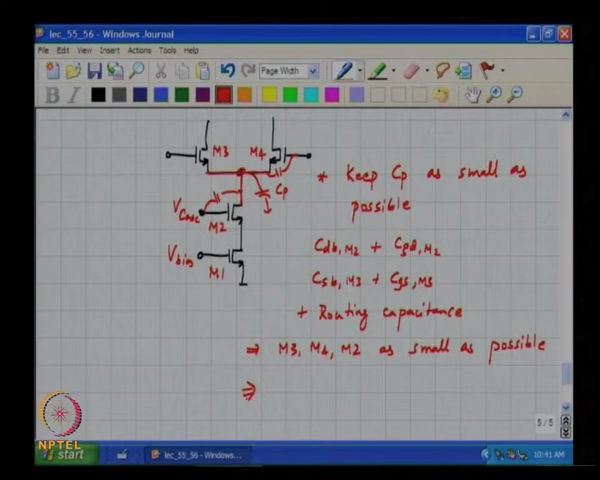 lec_55_56 - Windows Journal
File Edit View Insert Actions Tools Help
Page Width
B I
M3 M4
Cp
* Keep Cp as small as
possible
Vcasc
M2
Cdb,M2 + Cgd,M2
Vbias
M1
Csb,M3 + Cgs,M3
+ Routing capacitance
⇒ M3, M4, M2 as small as possible
⇒
5 / 5
NPTEL
start
lec_55_56 - Windows...
10:41 AM